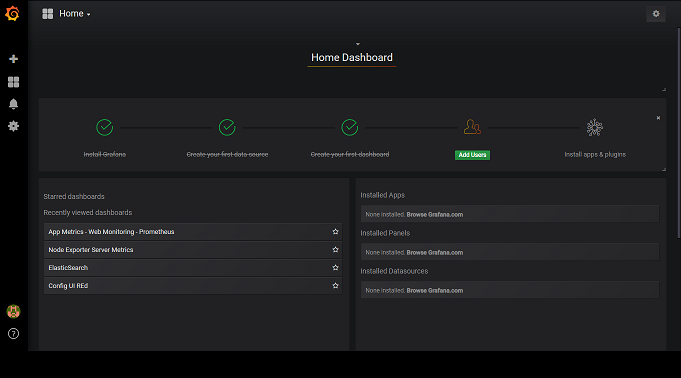 Home
Home Dashboard
Install Grafana
Create your first data source
Create your first dashboard
Add Users
Install apps & plugins
Starred dashboards
Recently viewed dashboards
App Metrics - Web Monitoring - Prometheus
Node Exporter Server Metrics
ElasticSearch
Config UI REd
Installed Apps
None installed. Browse Grafana.com
Installed Panels
None installed. Browse Grafana.com
Installed Datasources
None installed. Browse Grafana.com